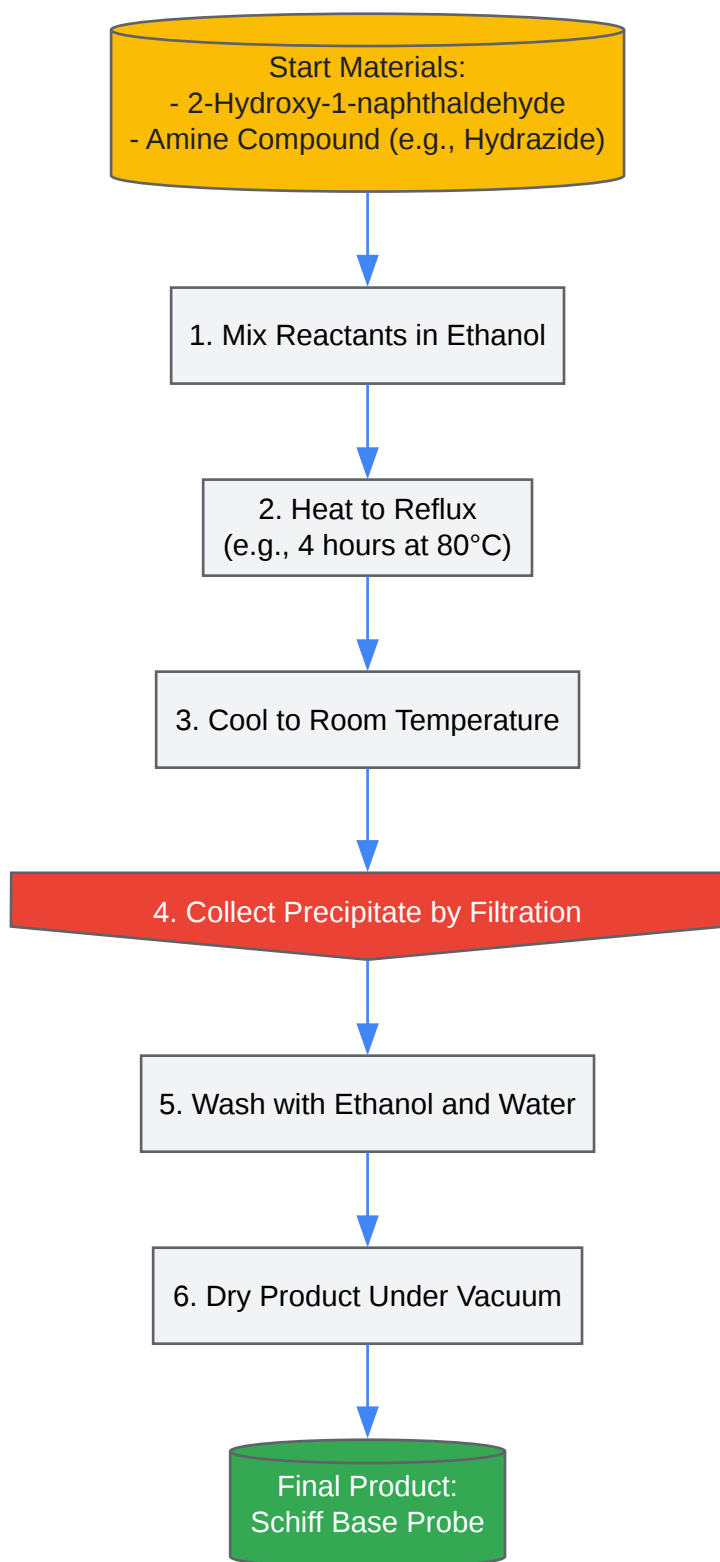 Start Materials:
- 2-Hydroxy-1-naphthaldehyde
- Amine Compound (e.g., Hydrazide)
1. Mix Reactants in Ethanol
2. Heat to Reflux
(e.g., 4 hours at 80°C)
3. Cool to Room Temperature
4. Collect Precipitate by Filtration
5. Wash with Ethanol and Water
6. Dry Product Under Vacuum
Final Product:
Schiff Base Probe